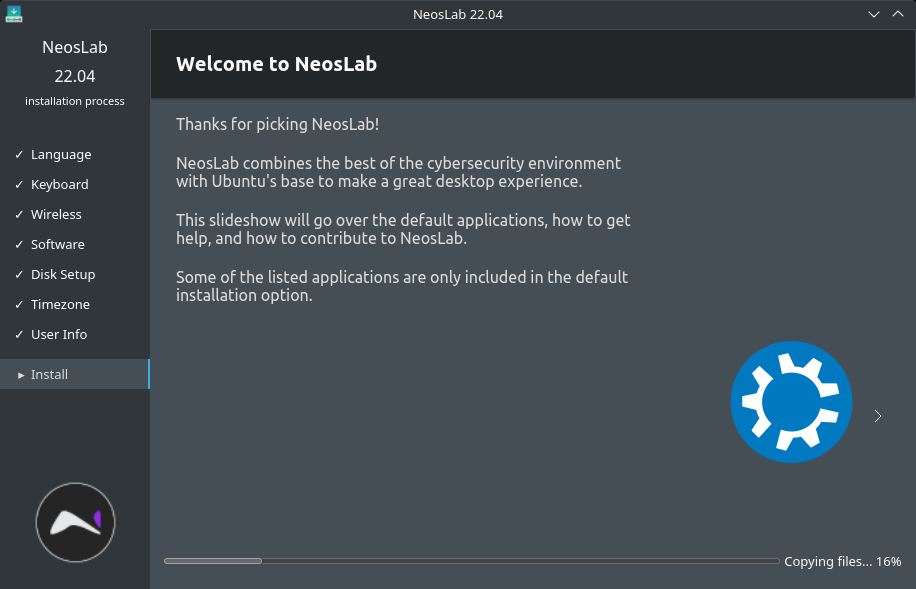 NeosLab 22.04
NeosLab
22.04
installation process
✓ Language
✓ Keyboard
✓ Wireless
✓ Software
✓ Disk Setup
✓ Timezone
✓ User Info
▸ Install
Welcome to NeosLab
Thanks for picking NeosLab!
NeosLab combines the best of the cybersecurity environment
with Ubuntu's base to make a great desktop experience.
This slideshow will go over the default applications, how to get
help, and how to contribute to NeosLab.
Some of the listed applications are only included in the default
installation option.
Copying files... 16%